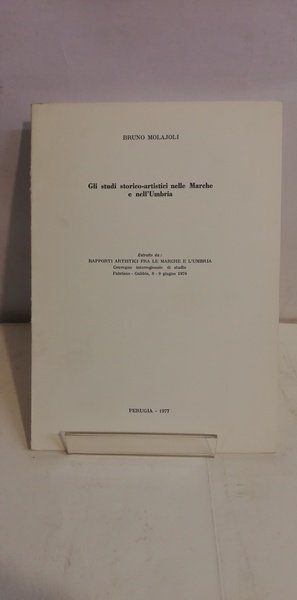 BRUNO MOLAJOLI
Gli studi storico-artistici nelle Marche
e nell'Umbria
Estratto da:
RAPPORTI ARTISTICI FRA LE MARCHE E L'UMBRIA
Convegno interregionale di studio
Fabriano - Gubbio, 8 - 9 giugno 1974
PERUGIA - 1977